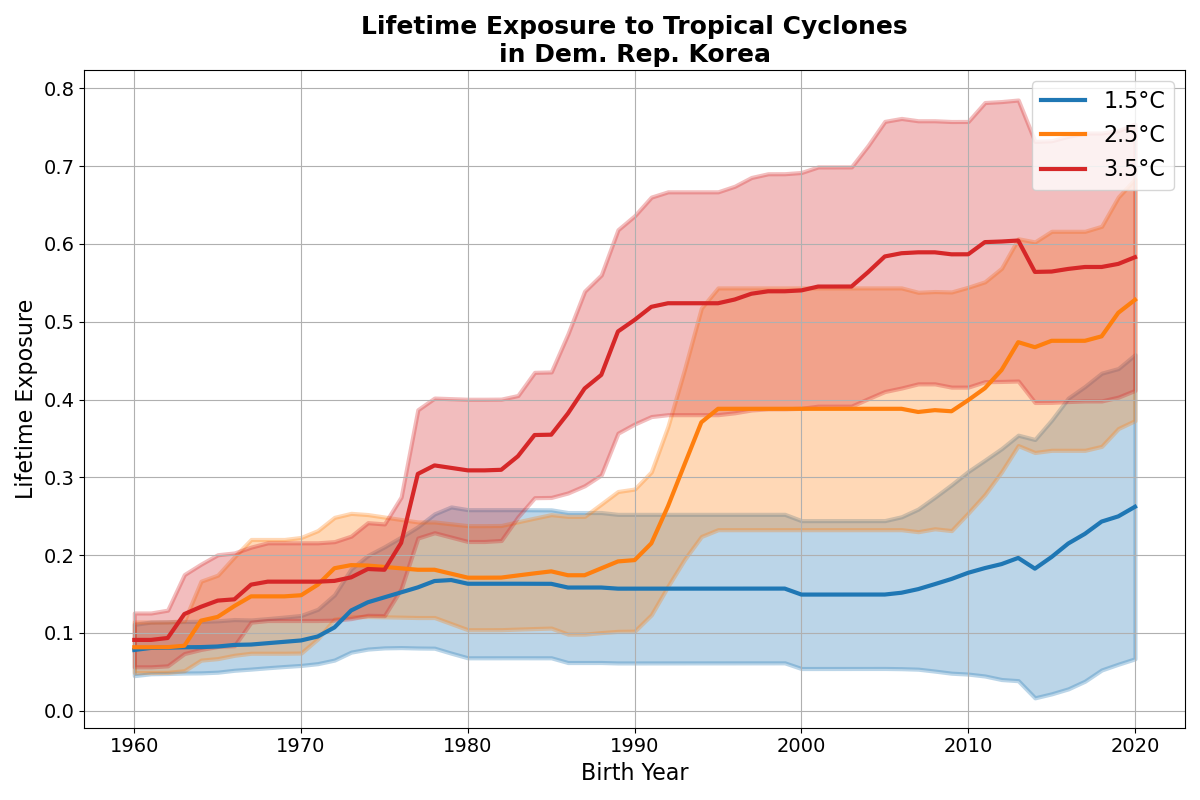 Lifetime Exposure to Tropical Cyclones
in Dem. Rep. Korea
1.5°C
2.5°C
3.5°C
Lifetime Exposure
0.8
0.7
0.6
0.5
0.4
0.3
0.2
0.1
0.0
1960 1970 1980 1990 2000 2010 2020
Birth Year